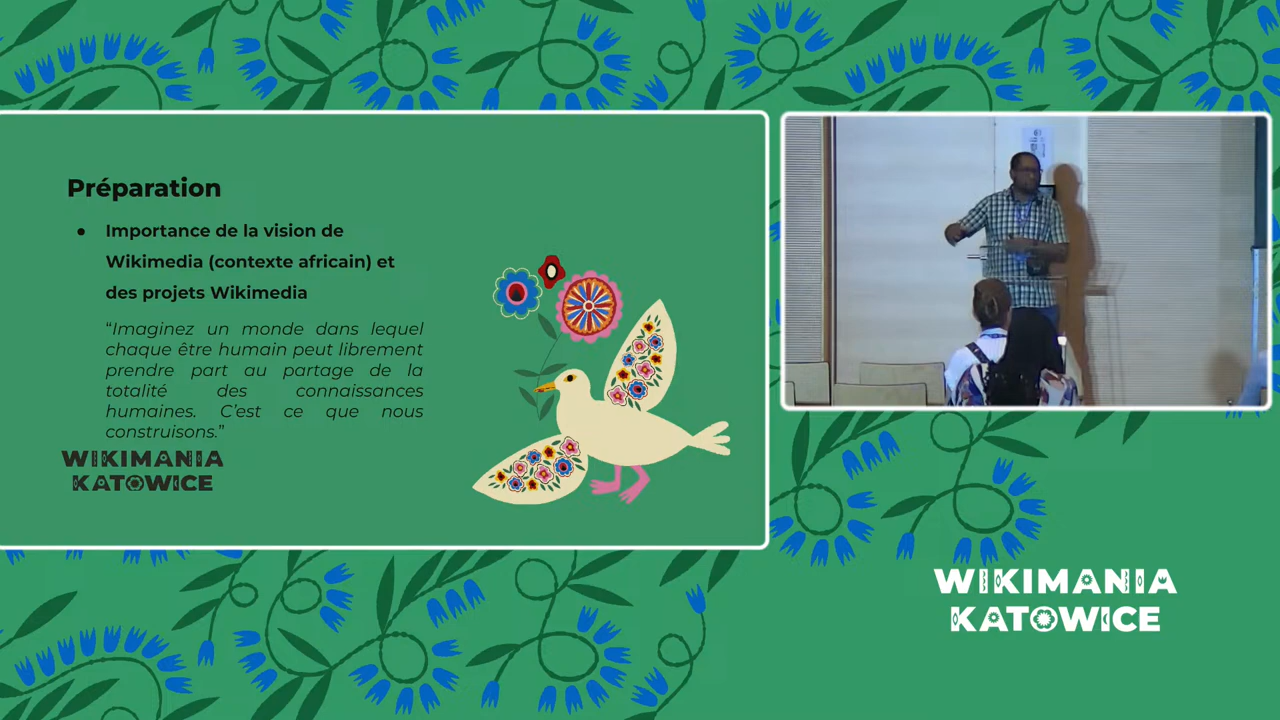 Préparation
● Importance de la vision de
Wikimedia (contexte africain) et
des projets Wikimedia
“Imaginez un monde dans lequel
chaque être humain peut librement
prendre part au partage de la
totalité des connaissances
humaines. C’est ce que nous
construisons.”
WIKIMANIA
KATOWICE
WIKIMANIA
KATOWICE